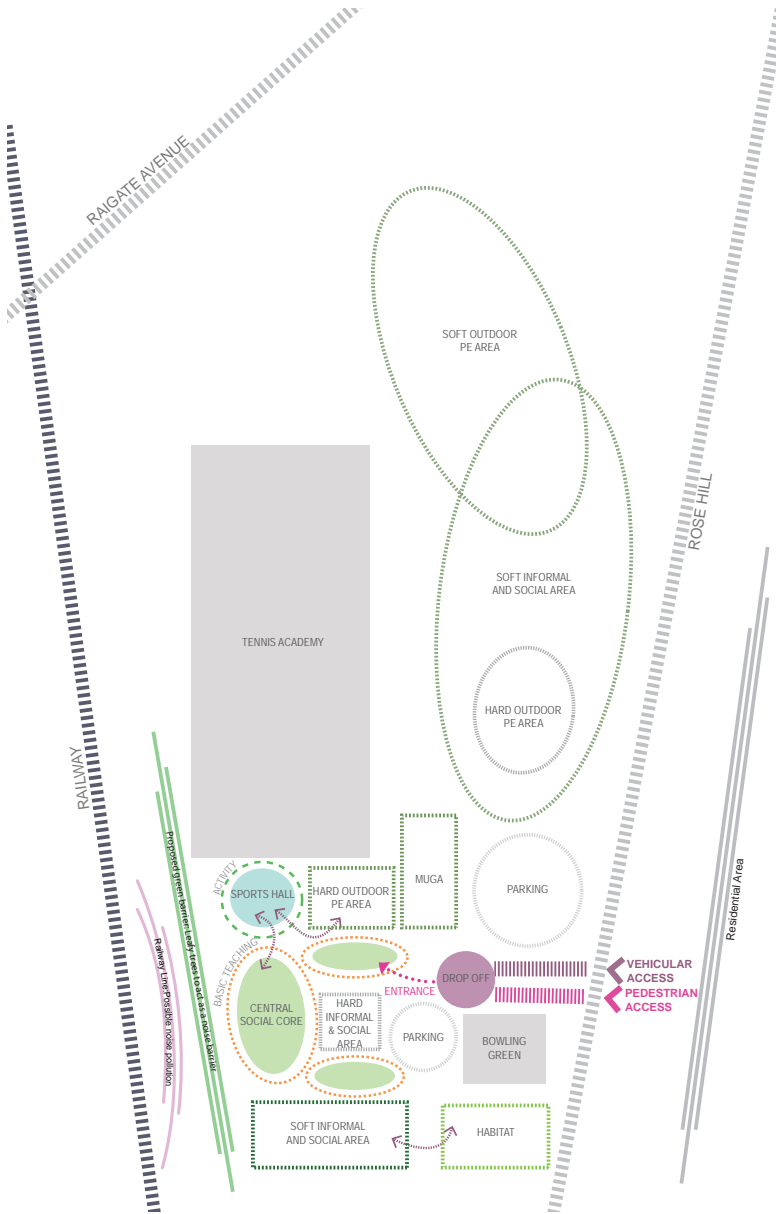 RAIGATE AVENUE
SOFT OUTDOOR
PE AREA
ROSE HILL
SOFT INFORMAL
AND SOCIAL AREA
TENNIS ACADEMY
HARD OUTDOOR
PE AREA
RAILWAY
Proposed green barrier: Leafy trees to act as a noise barrier
Railway Line:Possible noise pollution
Residential Area
ACTIVITY
SPORTS HALL
HARD OUTDOOR
PE AREA
MUGA
PARKING
BASIC TEACHING
ENTRANCE
DROP OFF
VEHICULAR
ACCESS
PEDESTRIAN
ACCESS
CENTRAL
SOCIAL CORE
HARD
INFORMAL
& SOCIAL
AREA
PARKING
BOWLING
GREEN
SOFT INFORMAL
AND SOCIAL AREA
HABITAT